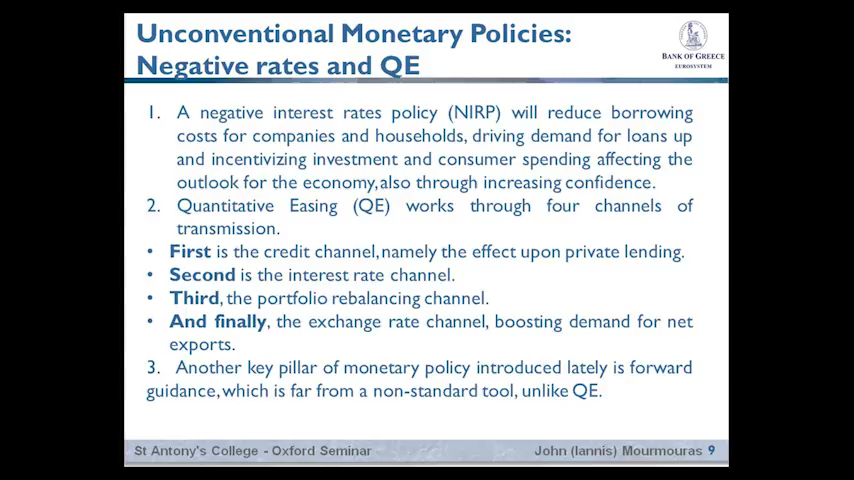 Unconventional Monetary Policies:
Negative rates and QE
BANK OF GREECE
EUROSYSTEM
1. A negative interest rates policy (NIRP) will reduce borrowing
costs for companies and households, driving demand for loans up
and incentivizing investment and consumer spending affecting the
outlook for the economy, also through increasing confidence.
2. Quantitative Easing (QE) works through four channels of
transmission.
• First is the credit channel, namely the effect upon private lending.
• Second is the interest rate channel.
• Third, the portfolio rebalancing channel.
• And finally, the exchange rate channel, boosting demand for net
exports.
3. Another key pillar of monetary policy introduced lately is forward
guidance, which is far from a non-standard tool, unlike QE.
St Antony's College - Oxford Seminar
John (Iannis) Mourmouras 9